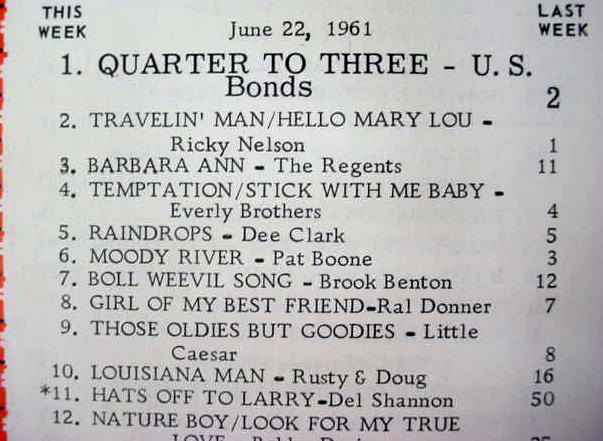 THIS WEEK June 22, 1961 LAST WEEK
1. QUARTER TO THREE - U. S.
Bonds 2
2. TRAVELIN' MAN/HELLO MARY LOU -
Ricky Nelson 1
3. BARBARA ANN - The Regents 11
4. TEMPTATION/STICK WITH ME BABY -
Everly Brothers 4
5. RAINDROPS - Dee Clark 5
6. MOODY RIVER - Pat Boone 3
7. BOLL WEEVIL SONG - Brook Benton 12
8. GIRL OF MY BEST FRIEND-Ral Donner 7
9. THOSE OLDIES BUT GOODIES - Little
Caesar 8
10. LOUISIANA MAN - Rusty & Doug 16
*11. HATS OFF TO LARRY-Del Shannon 50
12. NATURE BOY/LOOK FOR MY TRUE